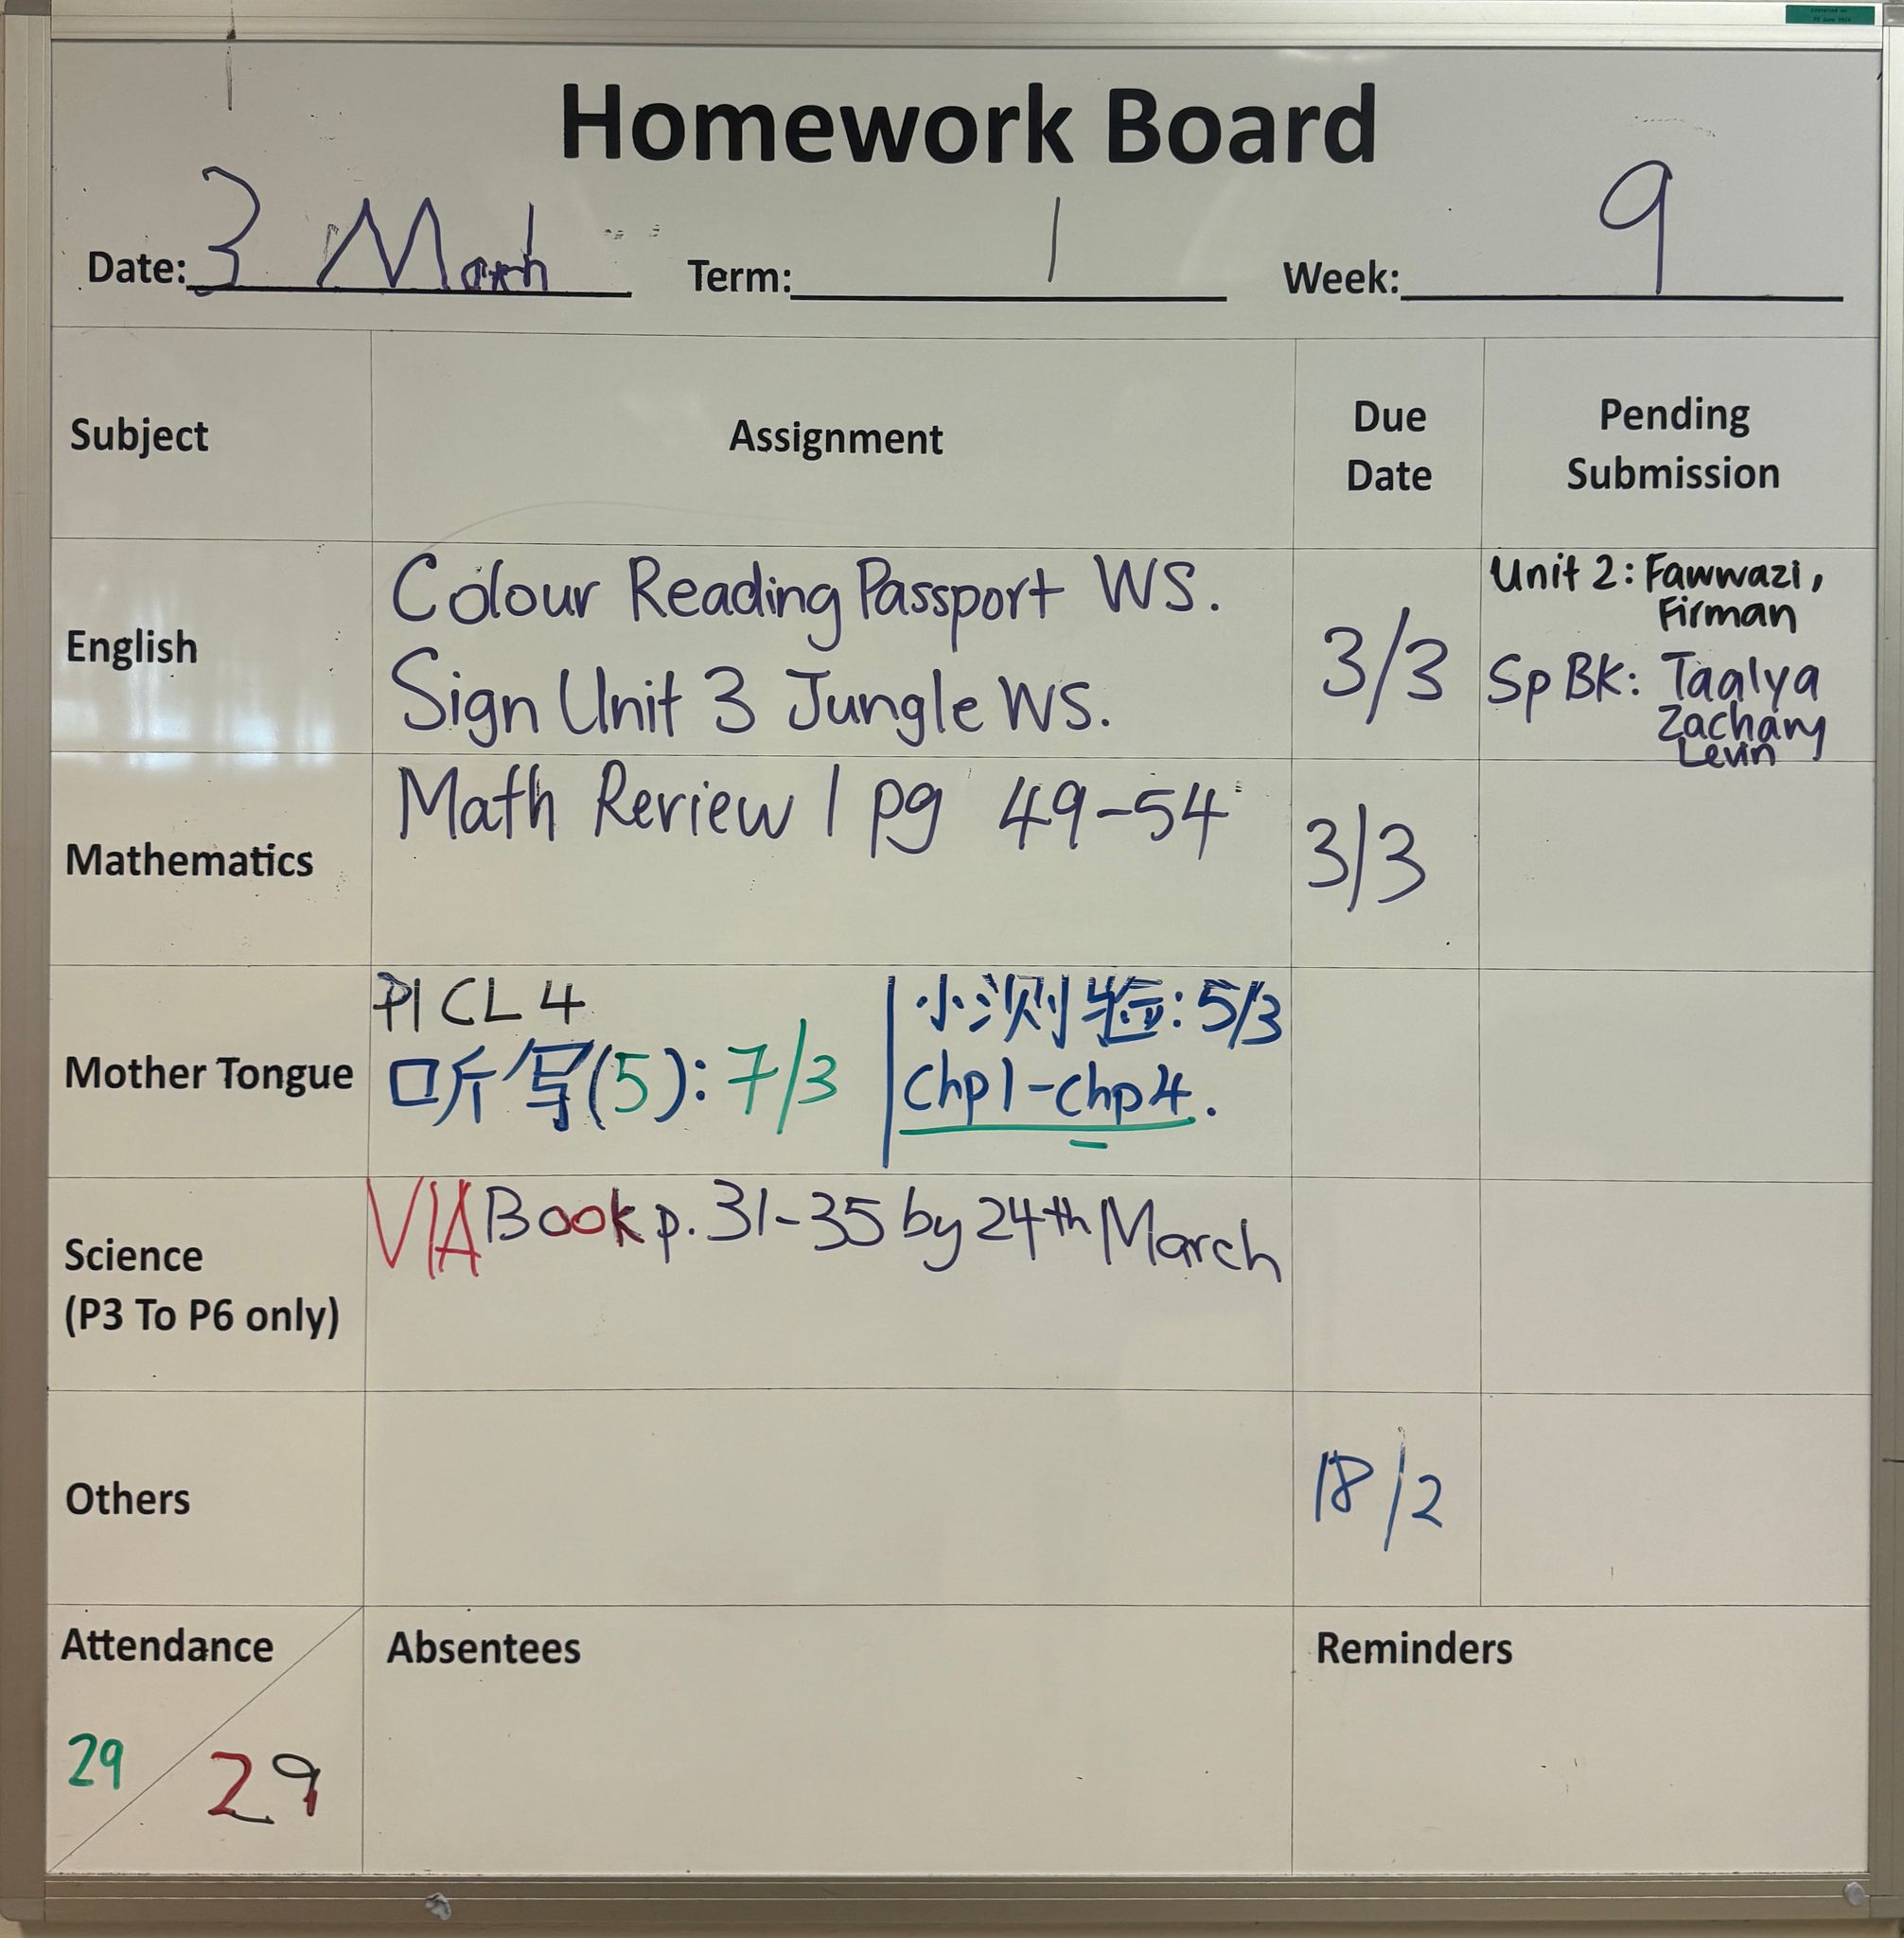 Homework Board
Date: 3 March Term: 1 Week: 9
Subject Assignment Due Date Pending Submission
English
Colour Reading Passport WS.
Sign Unit 3 Jungle WS.
3/3
Unit 2: Fawwazi,
Firman
Sp BK: Taalya
Zachary
Levin
Mathematics
Math Review 1 pg 49-54
3/3
Mother Tongue
P1 CL 4
听写(5): 7/3
小测验: 5/3
Chp1-Chp4.
Science
(P3 To P6 only)
VIA Book p. 31-35 by 24th March
Others
18/2
Attendance
29 29
Absentees
Reminders